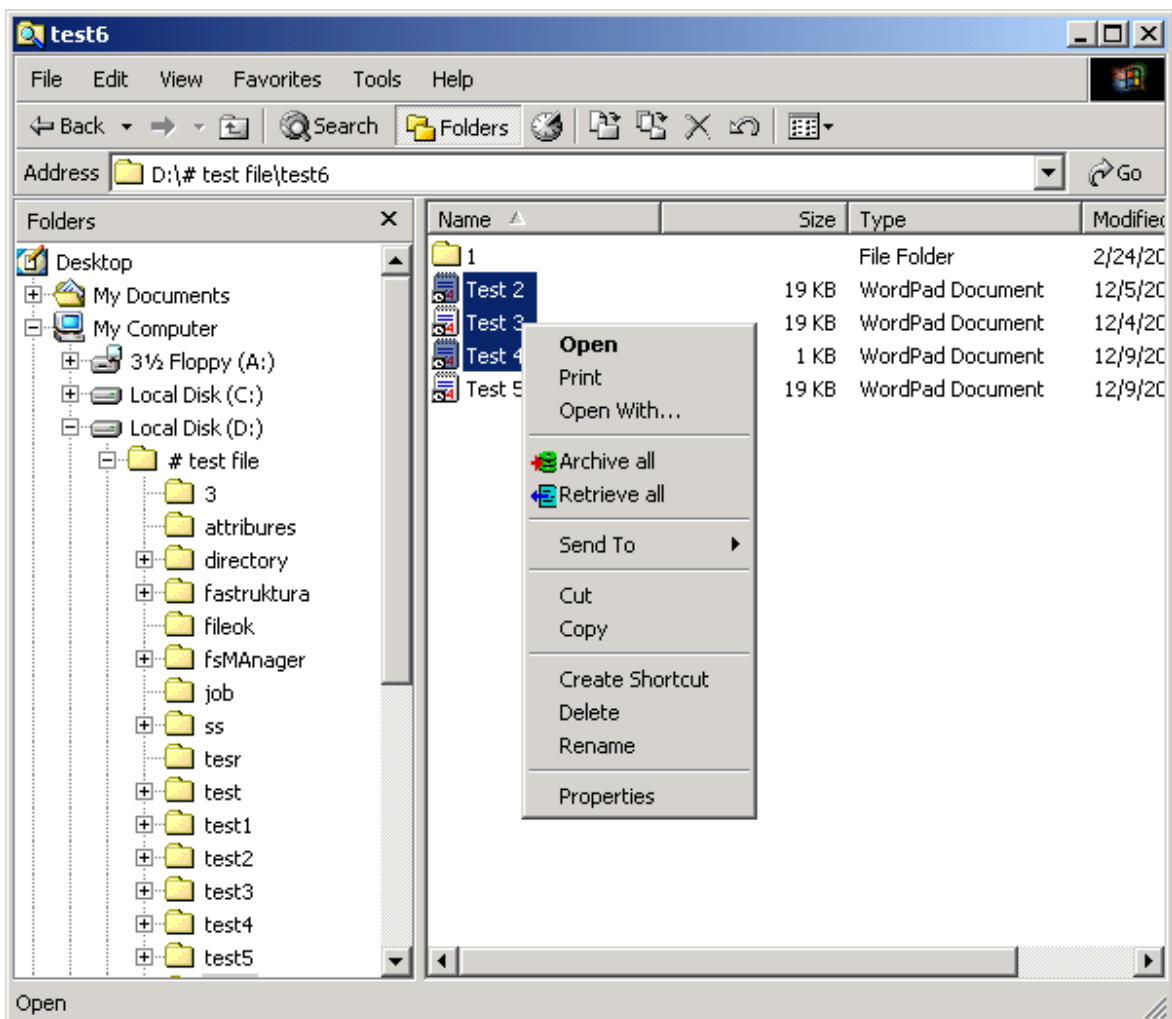 test6
File Edit View Favorites Tools Help
Back Search Folders
Address D:\# test file\test6 Go
Folders
Desktop
My Documents
My Computer
3½ Floppy (A:)
Local Disk (C:)
Local Disk (D:)
# test file
3
attribures
directory
fastruktura
fileok
fsMAnager
job
ss
tesr
test
test1
test2
test3
test4
test5
Name Size Type Modified
1 File Folder 2/24/20
Test 2 19 KB WordPad Document 12/5/20
Test 3 19 KB WordPad Document 12/4/20
Test 4 1 KB WordPad Document 12/9/20
Test 5 19 KB WordPad Document 12/9/20
Open
Print
Open With...
Archive all
Retrieve all
Send To
Cut
Copy
Create Shortcut
Delete
Rename
Properties
Open